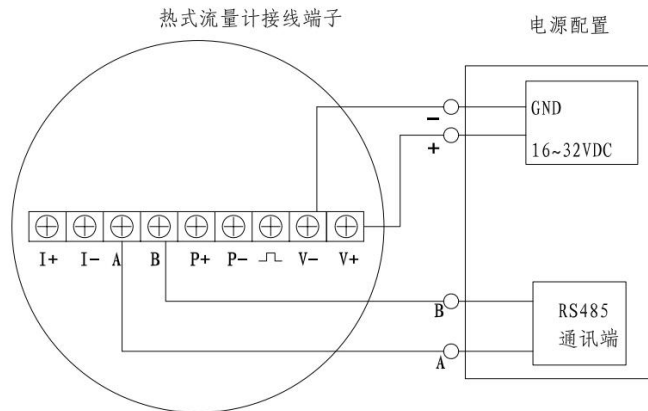 热式流量计接线端子
电源配置
GND
16~32VDC
-
+
I+ I- A B P+ P- V- V+
B
A
RS485
通讯端